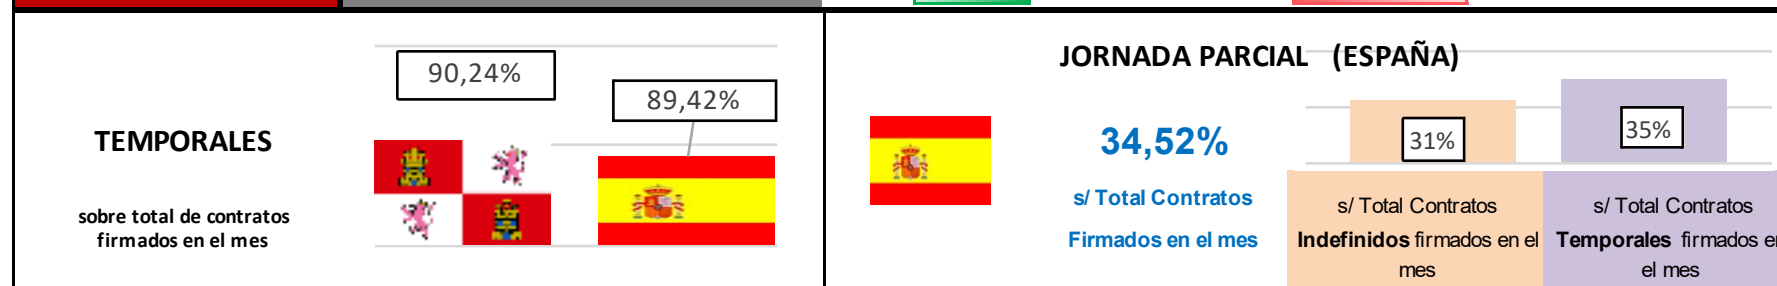 90,24%
89,42%
TEMPORALES
sobre total de contratos
firmados en el mes
JORNADA PARCIAL (ESPAÑA)
34,52%
s/ Total Contratos
Firmados en el mes
31%
35%
s/ Total Contratos
Indefinidos firmados en el
mes
s/ Total Contratos
Temporales firmados en
el mes